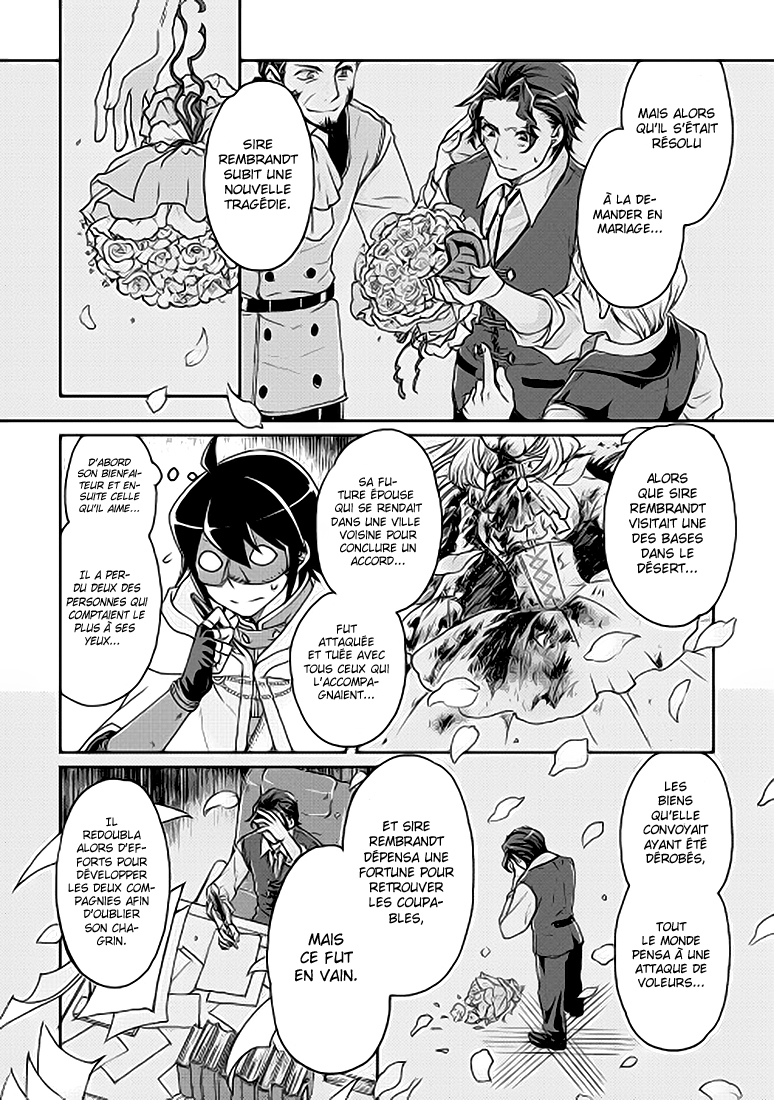 MAIS ALORS
QU'IL S'ÉTAIT
RÉSOLU
À LA DE-
MANDER EN
MARIAGE...
SIRE
REMBRANDT
SUBIT UNE
NOUVELLE
TRAGÉDIE.
ALORS
QUE SIRE
REMBRANDT
VISITAIT UNE
DES BASES
DANS LE
DÉSERT...
SA FU-
TURE ÉPOUSE
QUI SE RENDAIT
DANS UNE VILLE
VOISINE POUR
CONCLURE UN
ACCORD...
FUT
ATTAQUÉE
ET TUÉE AVEC
TOUS CEUX QUI
L'ACCOMPA-
GNAIENT...
D'ABORD
SON BIENFAI-
TEUR ET EN-
SUITE CELLE
QU'IL AIME...
IL A PER-
DU DEUX DES
PERSONNES QUI
COMPTAIENT LE
PLUS À SES
YEUX...
LES
BIENS
QU'ELLE
CONVOYAIT
AYANT ÉTÉ
DÉROBÉS,
TOUT
LE MONDE
PENSA À UNE
ATTAQUE DE
VOLEURS...
ET SIRE
REMBRANDT
DÉPENSA UNE
FORTUNE POUR
RETROUVER
LES COUPA-
BLES,
MAIS
CE FUT
EN VAIN.
IL
REDOUBLA
ALORS D'EF-
FORTS POUR
DÉVELOPPER
LES DEUX COM-
PAGNIES AFIN
D'OUBLIER
SON CHA-
GRIN.